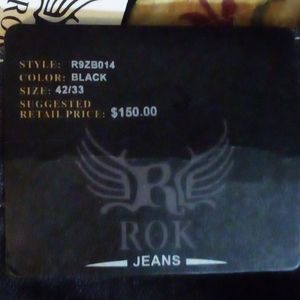 STYLE: R9ZB014
COLOR: BLACK
SIZE: 42/33
SUGGESTED
RETAIL PRICE: $150.00
R
ROK
JEANS